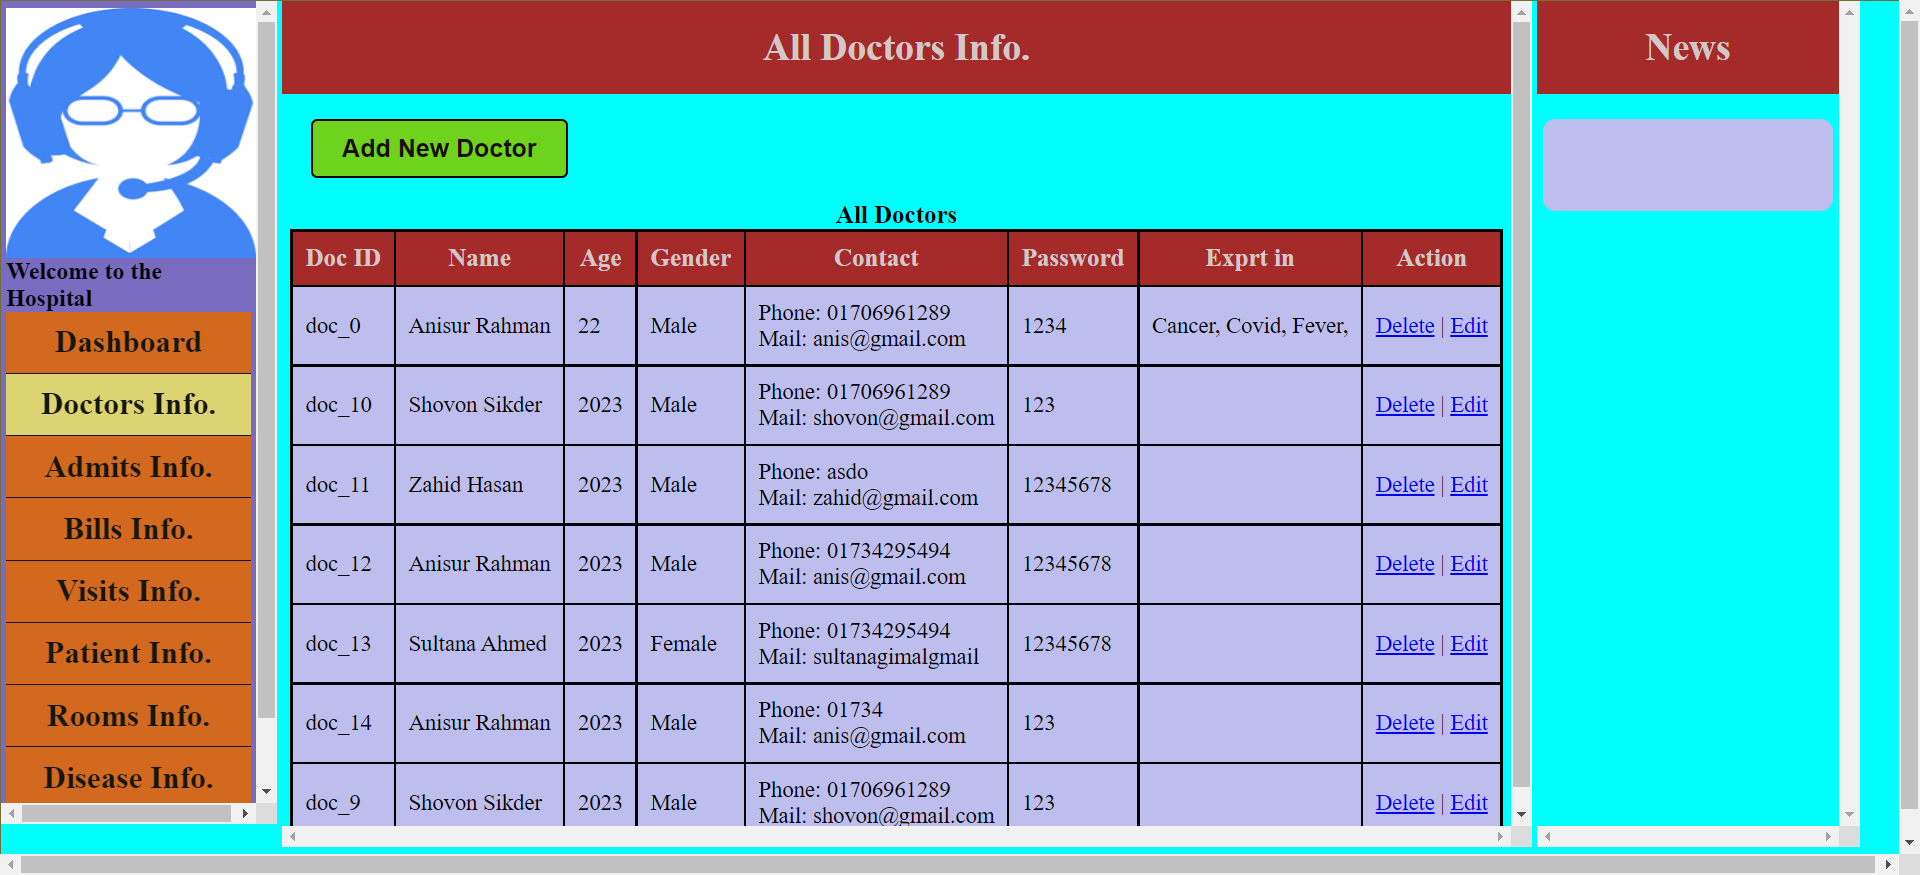 Welcome to the
Hospital
Dashboard
Doctors Info.
Admits Info.
Bills Info.
Visits Info.
Patient Info.
Rooms Info.
Disease Info.
All Doctors Info.
Add New Doctor
All Doctors
Doc ID Name Age Gender Contact Password Exprt in Action
doc_0 Anisur Rahman 22 Male Phone: 01706961289 1234 Cancer, Covid, Fever, Delete | Edit
Mail: anis@gmail.com
doc_10 Shovon Sikder 2023 Male Phone: 01706961289 123 Delete | Edit
Mail: shovon@gmail.com
doc_11 Zahid Hasan 2023 Male Phone: asdo 12345678 Delete | Edit
Mail: zahid@gmail.com
doc_12 Anisur Rahman 2023 Male Phone: 01734295494 12345678 Delete | Edit
Mail: anis@gmail.com
doc_13 Sultana Ahmed 2023 Female Phone: 01734295494 12345678 Delete | Edit
Mail: sultanagimalgmail
doc_14 Anisur Rahman 2023 Male Phone: 01734 123 Delete | Edit
Mail: anis@gmail.com
doc_9 Shovon Sikder 2023 Male Phone: 01706961289 123 Delete | Edit
Mail: shovon@gmail.com
News